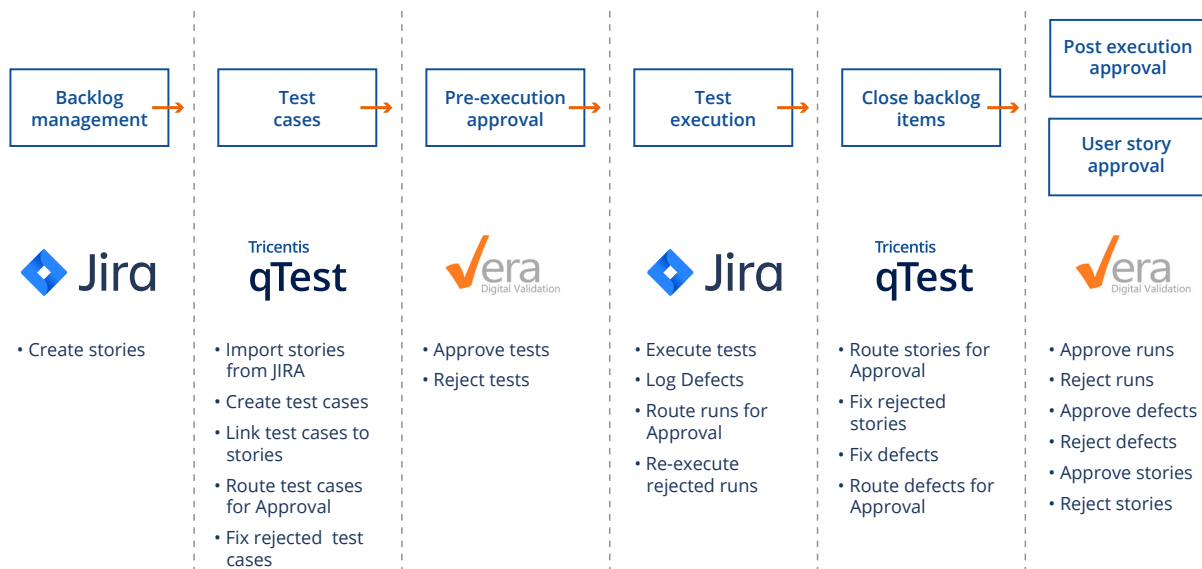 Backlog
management
Test
cases
Pre-execution
approval
Test
execution
Close backlog
items
Post execution
approval
User story
approval
Jira
Tricentis
qTest
Vera
Digital Validation
Jira
Tricentis
qTest
Vera
Digital Validation
• Create stories
• Import stories
from JIRA
• Create test cases
• Link test cases to
stories
• Route test cases
for Approval
• Fix rejected test
cases
• Approve tests
• Reject tests
• Execute tests
• Log Defects
• Route runs for
Approval
• Re-execute
rejected runs
• Route stories for
Approval
• Fix rejected
stories
• Fix defects
• Route defects for
Approval
• Approve runs
• Reject runs
• Approve defects
• Reject defects
• Approve stories
• Reject stories